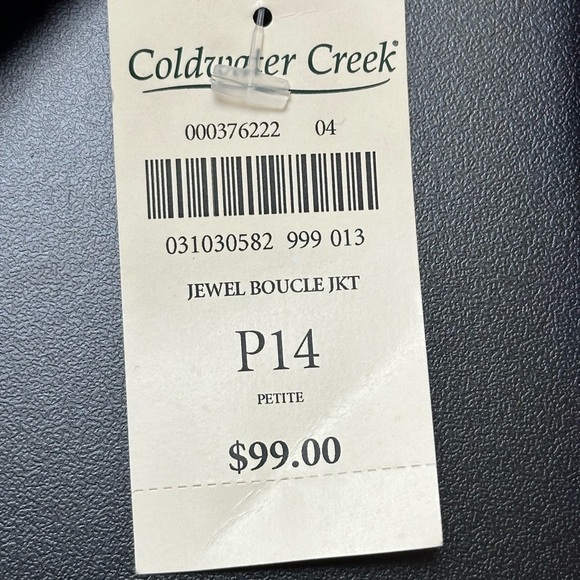 Coldwater Creek®
000376222 04
031030582 999 013
JEWEL BOUCLE JKT
P14
PETITE
$99.00